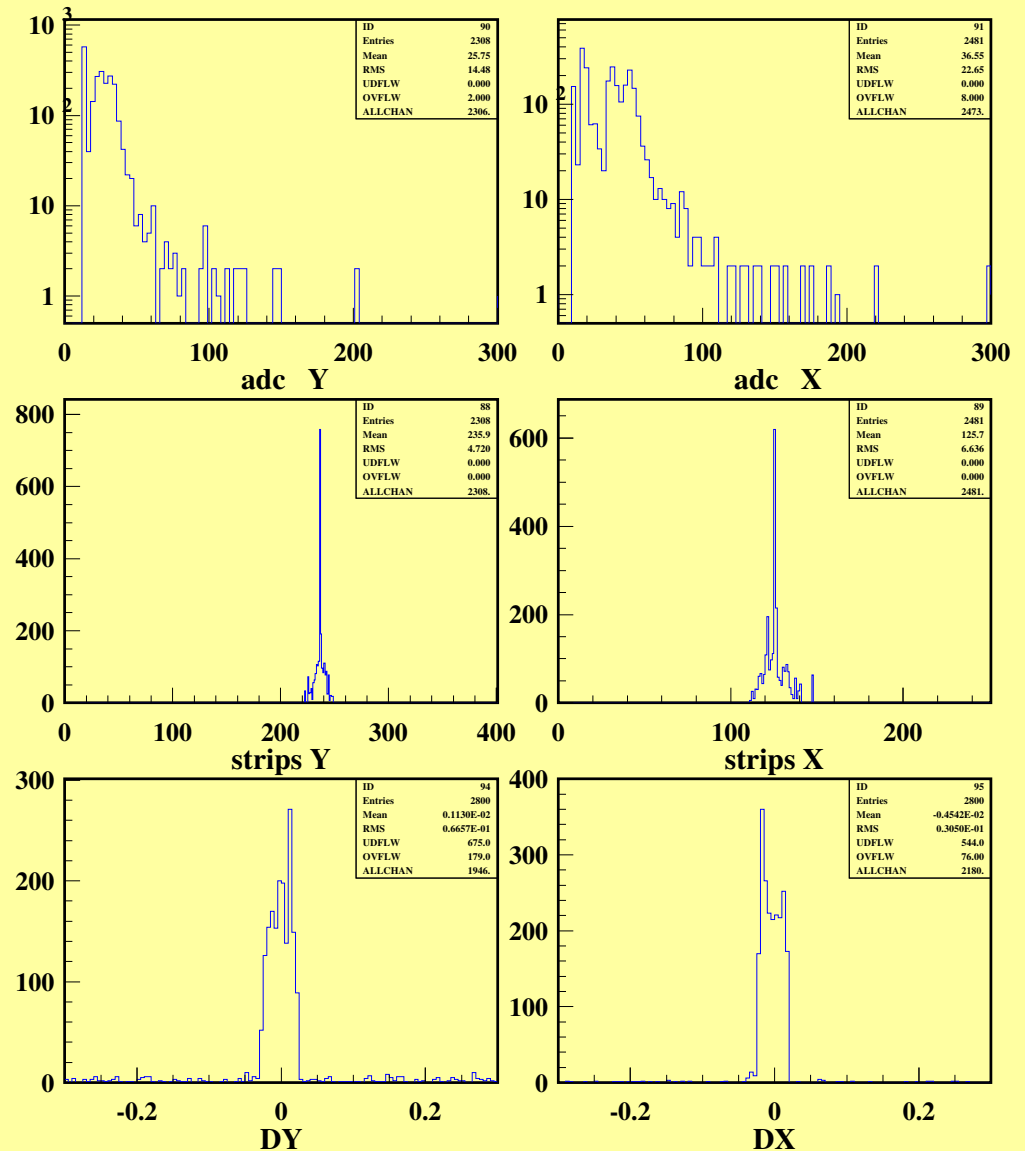 10 3
ID 90
Entries 2308
Mean 25.75
RMS 14.48
UDFLW 0.000
OVFLW 2.000
ALLCHAN 2306.
10 2
10
1
0 100 200 300
adc Y
ID 91
Entries 2481
Mean 36.55
RMS 22.65
UDFLW 0.000
OVFLW 8.000
ALLCHAN 2473.
10 2
10
1
0 100 200 300
adc X
ID 88
Entries 2308
Mean 235.9
RMS 4.720
UDFLW 0.000
OVFLW 0.000
ALLCHAN 2308.
800
600
400
200
0
0 100 200 300 400
strips Y
ID 89
Entries 2481
Mean 125.7
RMS 6.636
UDFLW 0.000
OVFLW 0.000
ALLCHAN 2481.
600
400
200
0
0 100 200
strips X
ID 94
Entries 2800
Mean 0.1130E-02
RMS 0.6657E-01
UDFLW 675.0
OVFLW 179.0
ALLCHAN 1946.
300
200
100
0
-0.2 0 0.2
DY
ID 95
Entries 2800
Mean -0.4542E-02
RMS 0.3050E-01
UDFLW 544.0
OVFLW 76.00
ALLCHAN 2180.
400
300
200
100
0
-0.2 0 0.2
DX